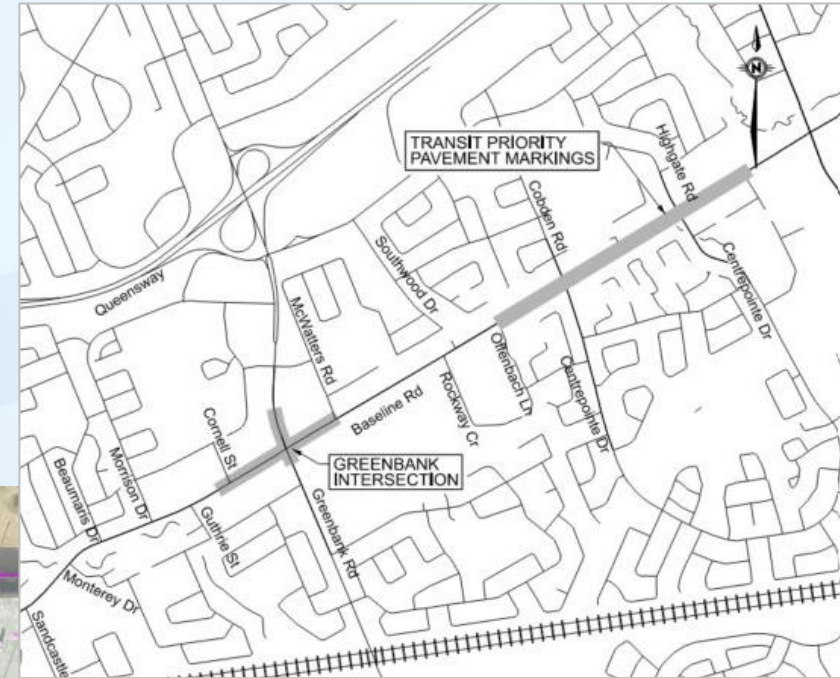 N
TRANSIT PRIORITY
PAVEMENT MARKINGS
Highgate Rd
Cobden Rd
Southwood Dr
Centrepointe Dr
Queensway
McWatters Rd
Offenbach Ln
Centrepointe Dr
Rockway Cr
Baseline Rd
Cornell St
GREENBANK
INTERSECTION
Morrison Dr
Beaumaris Dr
Greenbank Rd
Guthrie St
Monterey Dr
Sandcastle